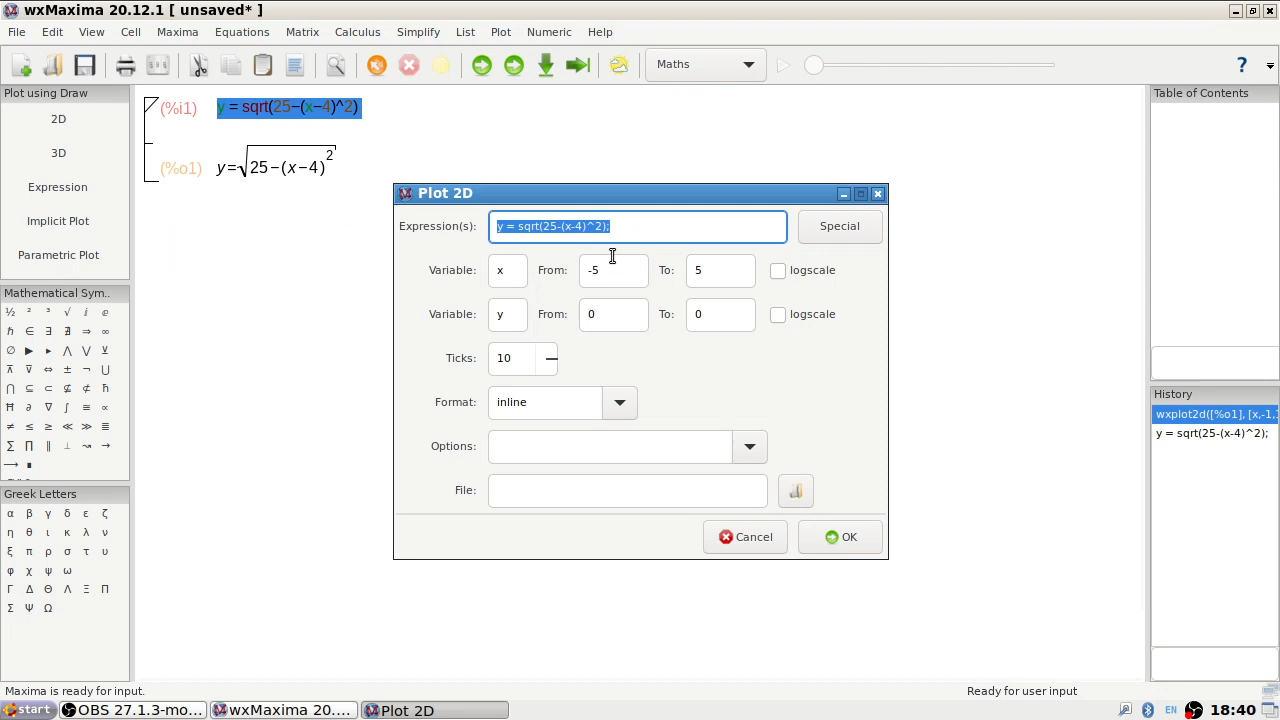 wxMaxima 20.12.1 [ unsaved* ]
File Edit View Cell Maxima Equations Matrix Calculus Simplify List Plot Numeric Help
Maths
?
Plot using Draw
2D
3D
Expression
Implicit Plot
Parametric Plot
Mathematical Sym..
½ ² ³ √ ⅈ ⅇ
ℏ ∈ ∃ ∄ ⇒ ∞
∅ ▶ ▸ ⋀ ⋁ ⊻
⊼ ⊽ ⇔ ± ¬ ⋃
⋂ ⊆ ⊂ ⊈ ⊄ ħ
Ħ ∂ ∇ ∫ ≅ ∝
≠ ≤ ≥ ≪ ≫ ≣
∑ ∏ ∥ ⟂ ↝ →
⟶ ∎
Greek Letters
α β γ δ ε ζ
η θ ι κ λ ν
ξ π ρ σ τ υ
φ χ ψ ω
Γ Δ Θ Λ Ξ Π
Σ Ψ Ω
(%i1) y = sqrt(25−(x−4)^2)
(%o1) y=√25−(x−4)²
Plot 2D
Expression(s): y = sqrt(25-(x-4)^2); Special
Variable: x From: -5 To: 5 logscale
Variable: y From: 0 To: 0 logscale
Ticks: 10
Format: inline
Options:
File:
Cancel OK
Table of Contents
History
wxplot2d([%o1], [x,-1,
y = sqrt(25-(x-4)^2);
Maxima is ready for input. Ready for user input
start OBS 27.1.3-mo... wxMaxima 20.... Plot 2D EN 18:40